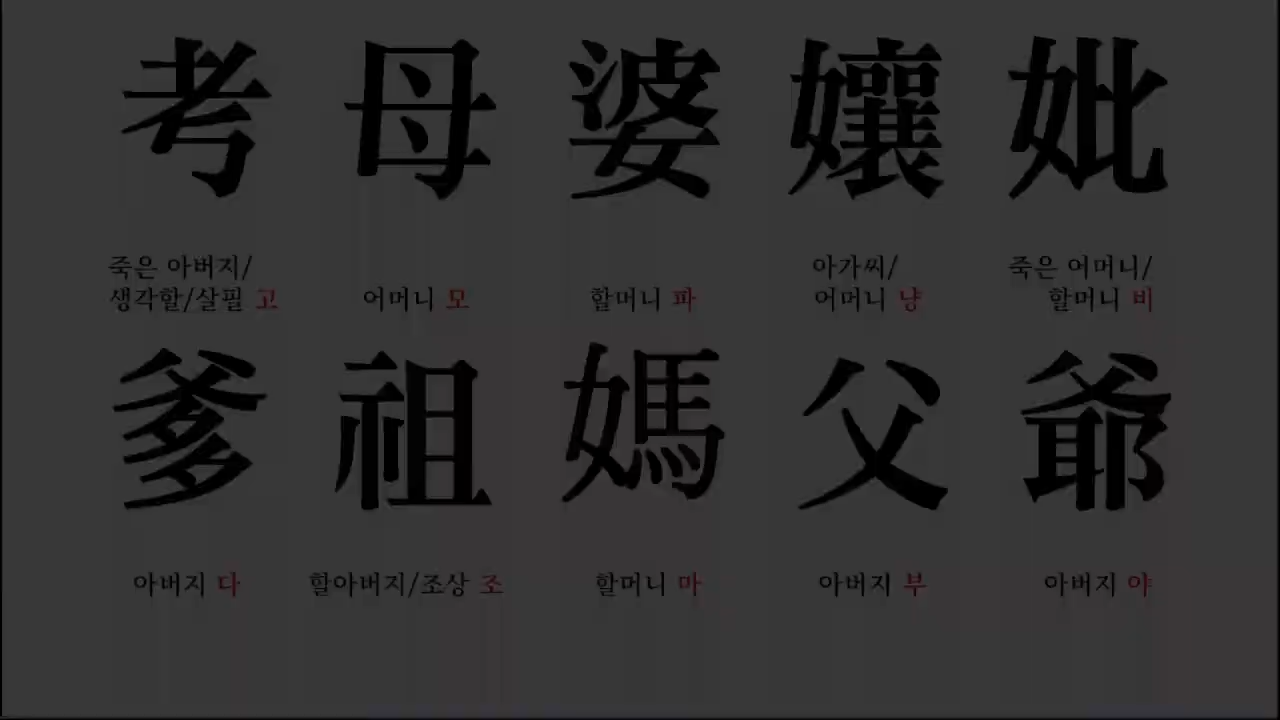 考 母 婆 孃 妣
죽은 아버지/
생각할/살필 고
어머니 모
할머니 파
아가씨/
어머니 냥
죽은 어머니/
할머니 비
爹 祖 媽 父 爺
아버지 다
할아버지/조상 조
할머니 마
아버지 부
아버지 야